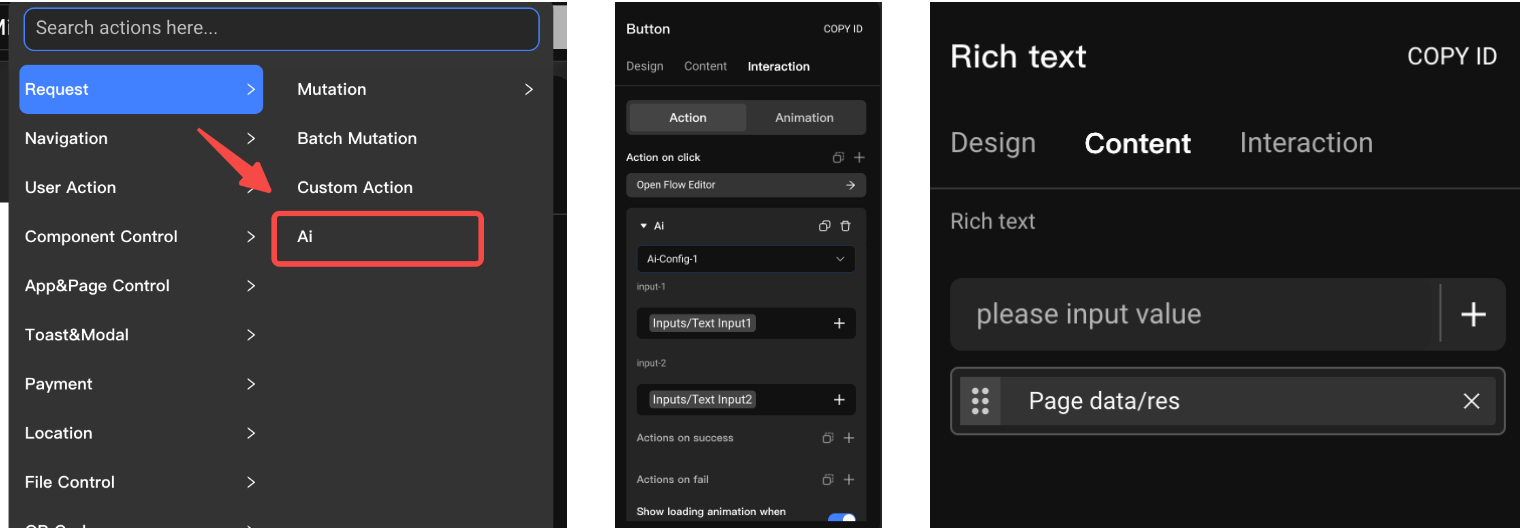 Search actions here...
Request
Mutation
Navigation
Batch Mutation
User Action
Custom Action
Component Control
Ai
App&Page Control
Toast&Modal
Payment
Location
File Control
Button
COPY ID
Design
Content
Interaction
Action
Animation
Action on click
Open Flow Editor
Ai
Ai-Config-1
input-1
Inputs/Text Input1
input-2
Inputs/Text Input2
Actions on success
Actions on fail
Show loading animation when
Rich text
COPY ID
Design
Content
Interaction
Rich text
please input value
Page data/res